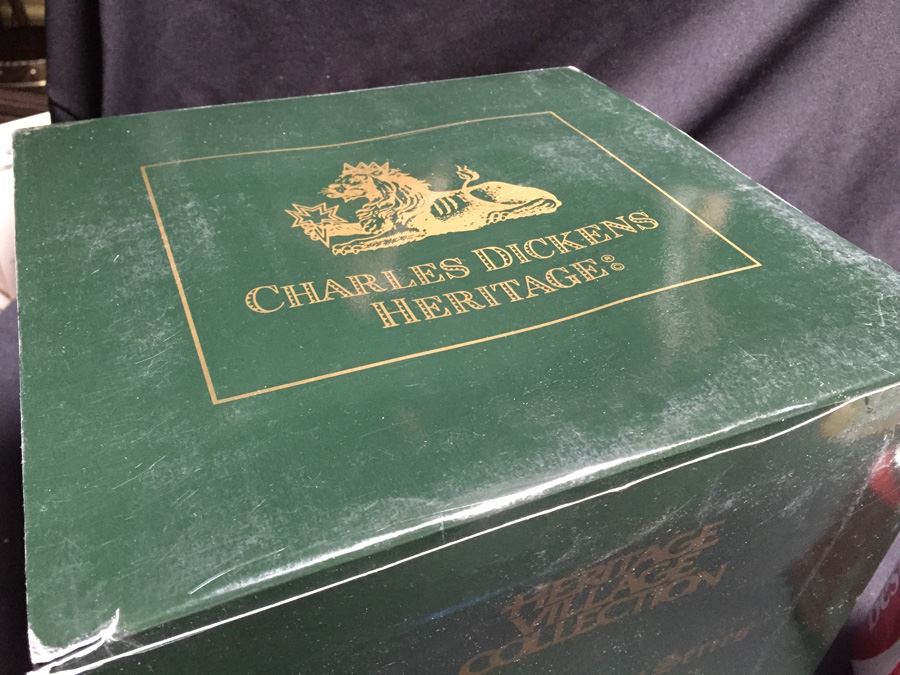 CHARLES DICKENS
HERITAGE®©
HERITAGE
VILLAGE
COLLECTION